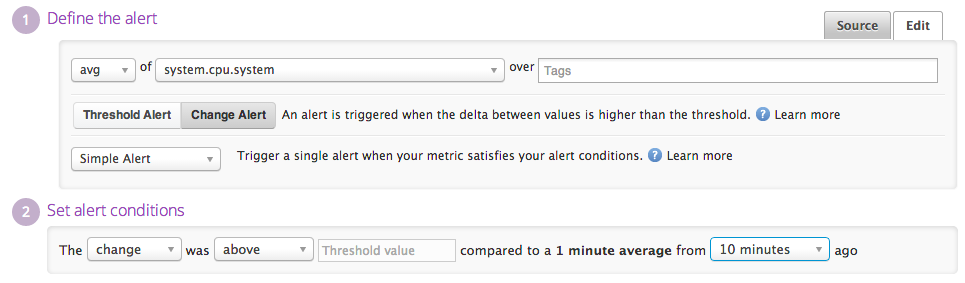 1 Define the alert
Source Edit
avg of system.cpu.system over Tags
Threshold Alert Change Alert An alert is triggered when the delta between values is higher than the threshold. ? Learn more
Simple Alert Trigger a single alert when your metric satisfies your alert conditions. ? Learn more
2 Set alert conditions
The change was above Threshold value compared to a 1 minute average from 10 minutes ago